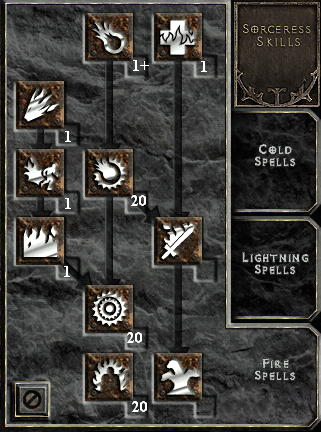 Sorceress
Skills
1+
1
1
Cold
Spells
1
20
Lightning
Spells
1
20
Fire
Spells
20